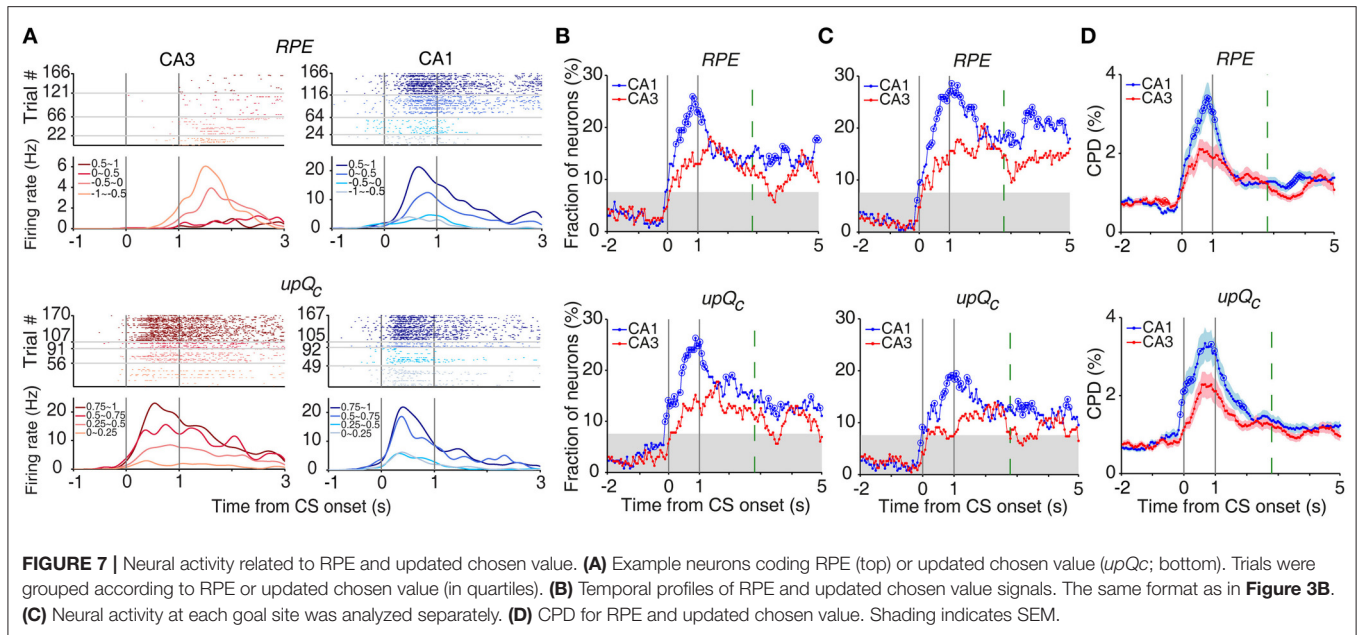 A
B
C
D
RPE
CA3
CA1
RPE
RPE
RPE
Trial #
166
121
66
22
166
116
64
24
Firing rate (Hz)
6
4
2
0
0.5~1
0~0.5
-0.5~0
-1~-0.5
-1 0 1 3
20
10
0
0.5~1
0~0.5
-0.5~0
-1~-0.5
-1 0 1 3
Fraction of neurons (%)
30
20
10
0
CA1
CA3
-2 0 1 5
30
20
10
0
CA1
CA3
-2 0 1 5
CPD (%)
4
2
0
CA1
CA3
-2 0 1 5
upQc
upQc
upQc
upQc
Trial #
170
107
91
56
167
105
92
49
Firing rate (Hz)
20
10
0
0.75~1
0.5~0.75
0.25~0.5
0~0.25
-1 0 1 3
40
20
0
0.75~1
0.5~0.75
0.25~0.5
0~0.25
-1 0 1 3
Time from CS onset (s)
Fraction of neurons (%)
30
20
10
0
CA1
CA3
-2 0 1 5
30
20
10
0
CA1
CA3
-2 0 1 5
Time from CS onset (s)
CPD (%)
4
2
0
CA1
CA3
-2 0 1 5
Time from CS onset (s)
FIGURE 7 | Neural activity related to RPE and updated chosen value. (A) Example neurons coding RPE (top) or updated chosen value (upQc; bottom). Trials were
grouped according to RPE or updated chosen value (in quartiles). (B) Temporal profiles of RPE and updated chosen value signals. The same format as in Figure 3B.
(C) Neural activity at each goal site was analyzed separately. (D) CPD for RPE and updated chosen value. Shading indicates SEM.